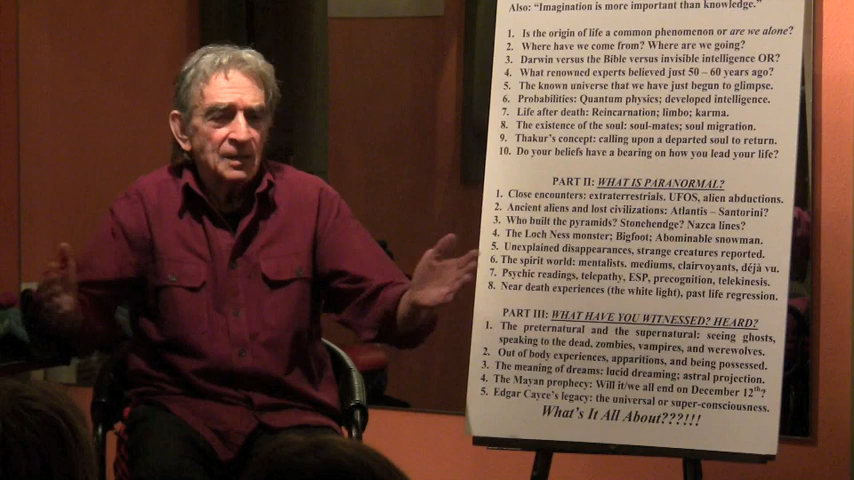 Also: “Imagination is more important than knowledge.”
1. Is the origin of life a common phenomenon or are we alone?
2. Where have we come from? Where are we going?
3. Darwin versus the Bible versus invisible intelligence OR?
4. What renowned experts believed just 50 – 60 years ago?
5. The known universe that we have just begun to glimpse.
6. Probabilities: Quantum physics; developed intelligence.
7. Life after death: Reincarnation; limbo; karma.
8. The existence of the soul: soul-mates; soul migration.
9. Thakur's concept: calling upon a departed soul to return.
10. Do your beliefs have a bearing on how you lead your life?
PART II: WHAT IS PARANORMAL?
1. Close encounters: extraterrestrials. UFOS, alien abductions.
2. Ancient aliens and lost civilizations: Atlantis – Santorini?
3. Who built the pyramids? Stonehendge? Nazca lines?
4. The Loch Ness monster; Bigfoot; Abominable snowman.
5. Unexplained disappearances, strange creatures reported.
6. The spirit world: mentalists, mediums, clairvoyants, déjà vu.
7. Psychic readings, telepathy, ESP, precognition, telekinesis.
8. Near death experiences (the white light), past life regression.
PART III: WHAT HAVE YOU WITNESSED? HEARD?
1. The preternatural and the supernatural: seeing ghosts,
speaking to the dead, zombies, vampires, and werewolves.
2. Out of body experiences, apparitions, and being possessed.
3. The meaning of dreams: lucid dreaming; astral projection.
4. The Mayan prophecy: Will it/we all end on December 12th?
5. Edgar Cayce's legacy: the universal or super-consciousness.
What's It All About???!!!